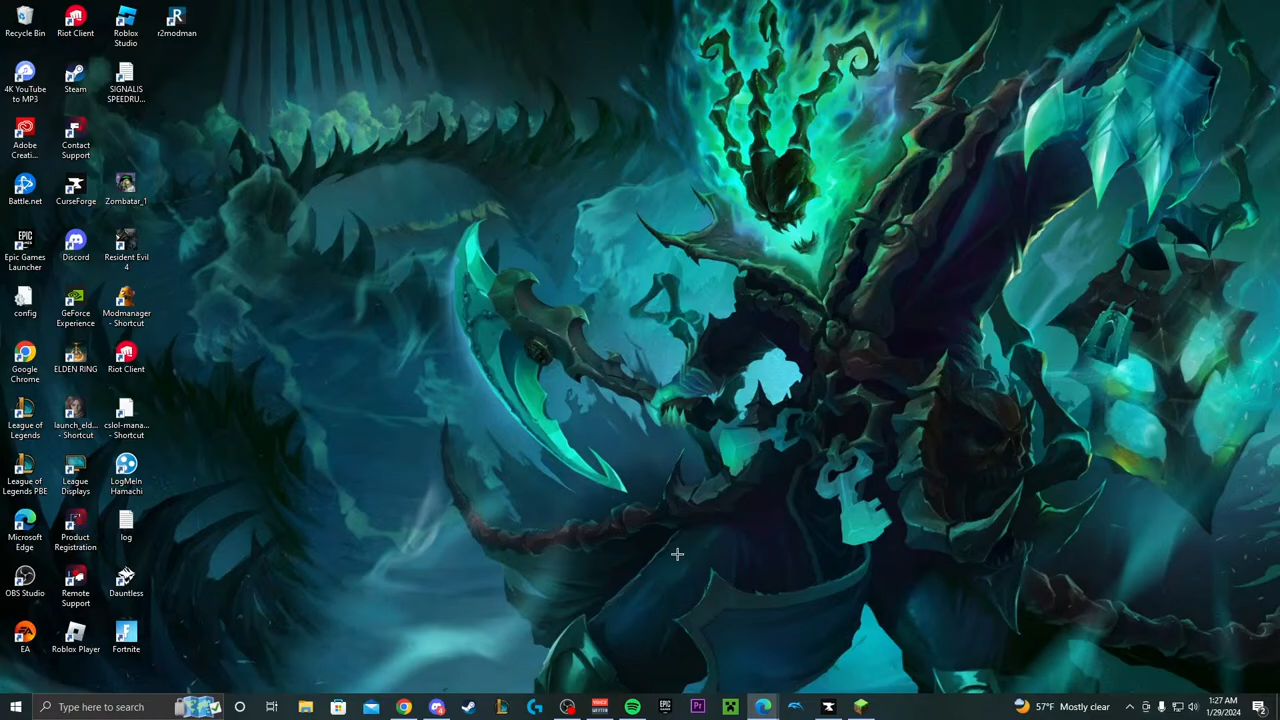 Recycle Bin
Riot Client
Roblox
Studio
r2modman
4K YouTube
to MP3
Steam
SIGNALIS
SPEEDRU...
Adobe
Creati...
Contact
Support
Battle.net
CurseForge
Zombatar_1
EPIC
GAMES
Epic Games
Launcher
Discord
Resident Evil
4
config
GeForce
Experience
Modmanager
- Shortcut
Google
Chrome
ELDEN RING
Riot Client
League of
Legends
launch_eld...
- Shortcut
cslol-mana...
- Shortcut
League of
Legends PBE
League
Displays
LogMeIn
Hamachi
Microsoft
Edge
Product
Registration
log
OBS Studio
Remote
Support
Dauntless
EA
Roblox Player
Fortnite
Type here to search
57°F Mostly clear
1:27 AM
1/29/2024